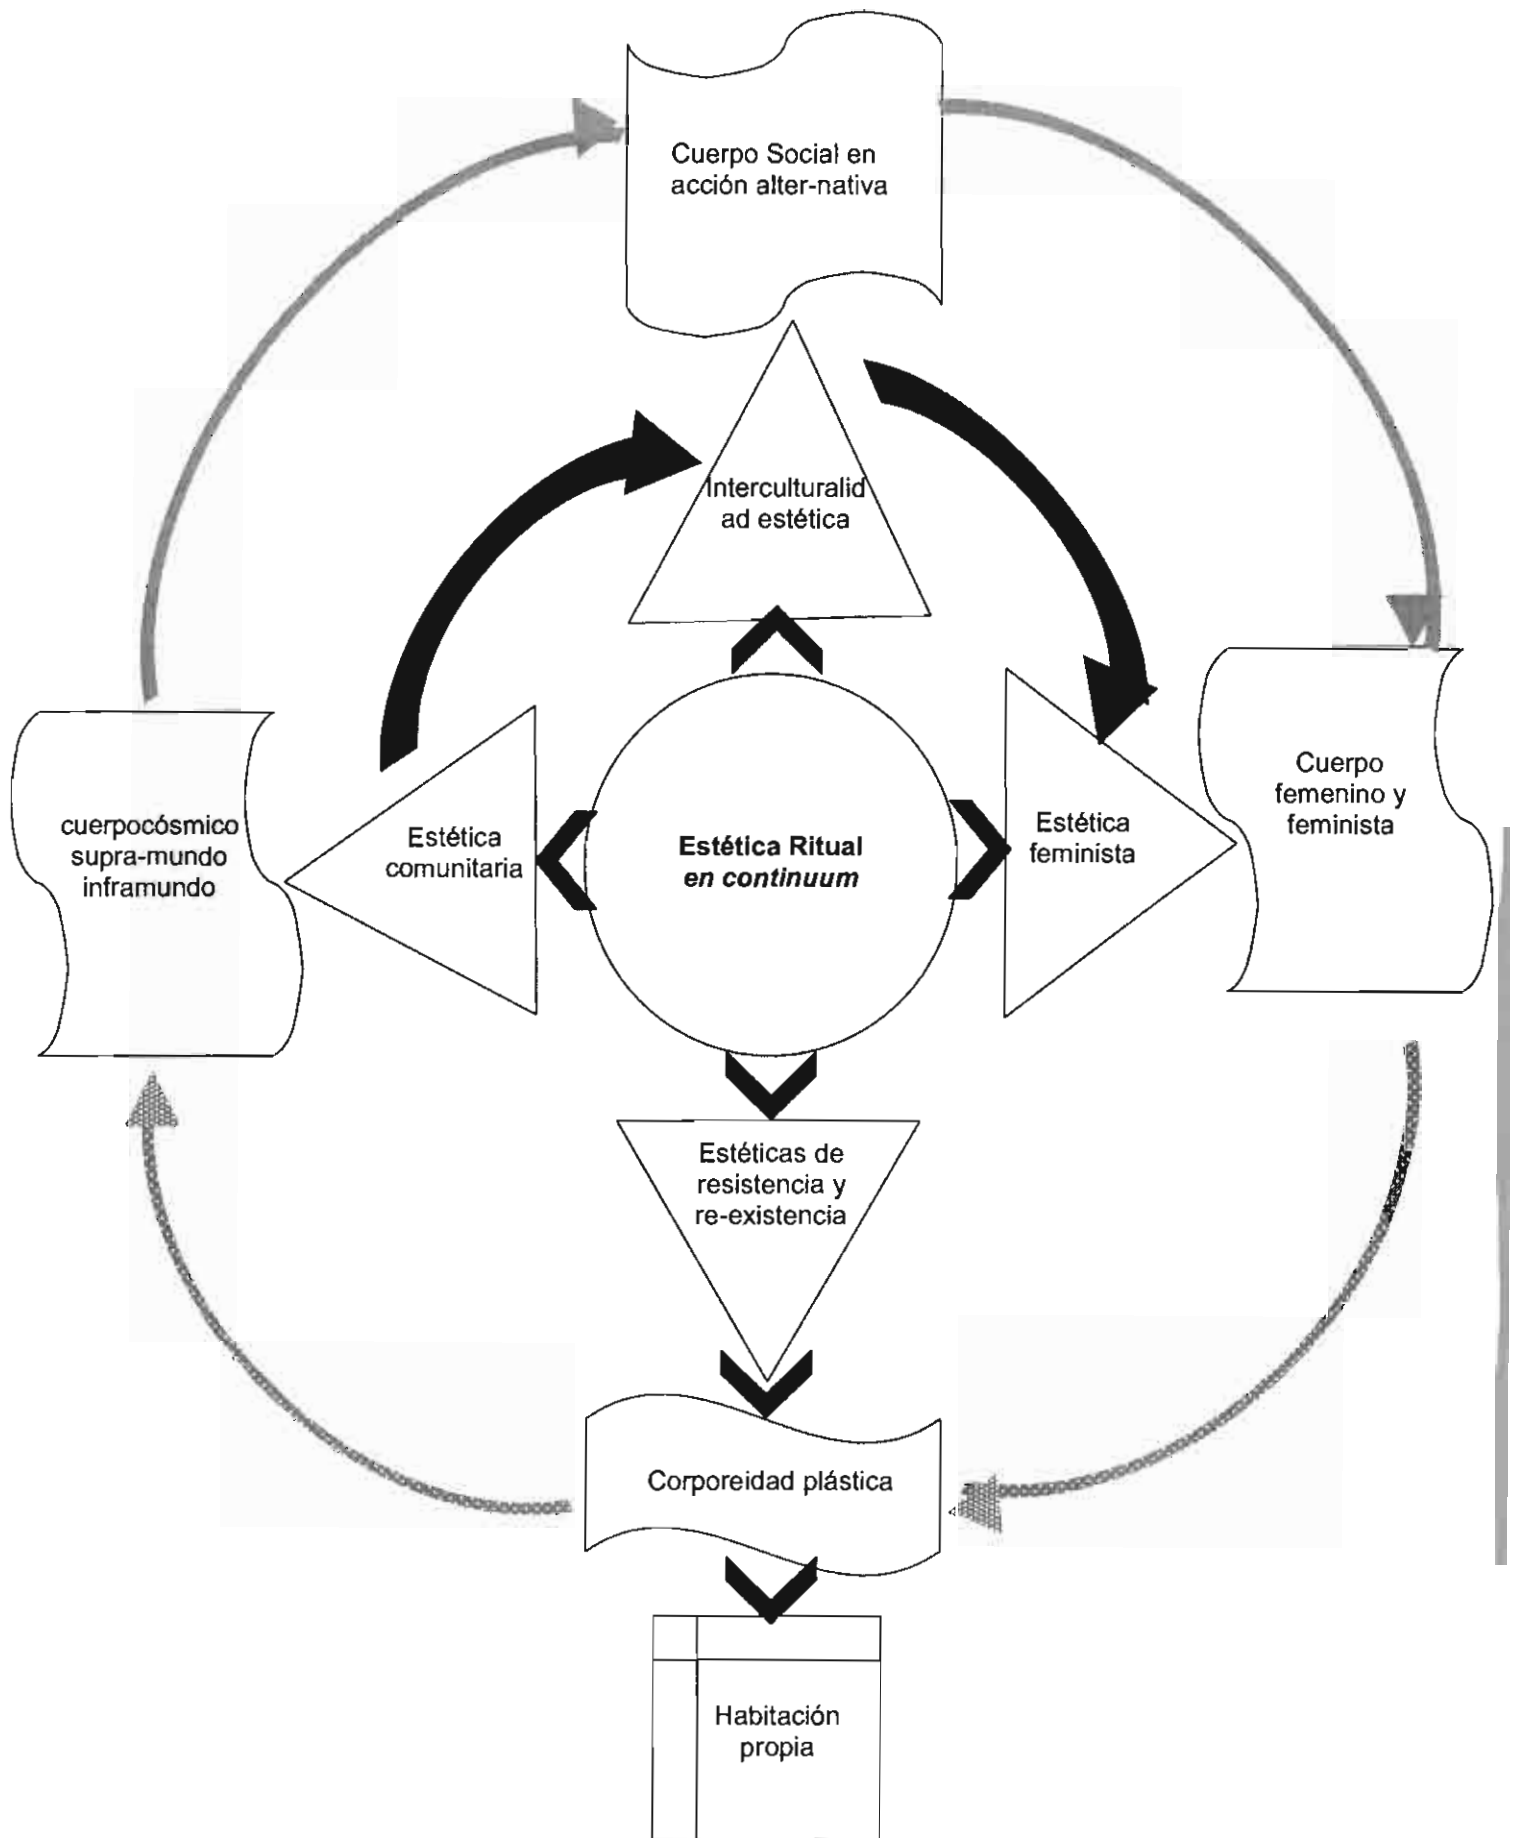 Cuerpo Social en
acción alter-nativa
Interculturalid
ad estética
Cuerpo
femenino y
feminista
Estética
feminista
cuerpocósmico
supra-mundo
inframundo
Estética
comunitaria
Estética Ritual
en continuum
Estéticas de
resistencia y
re-existencia
Corporeidad plástica
Habitación
propia